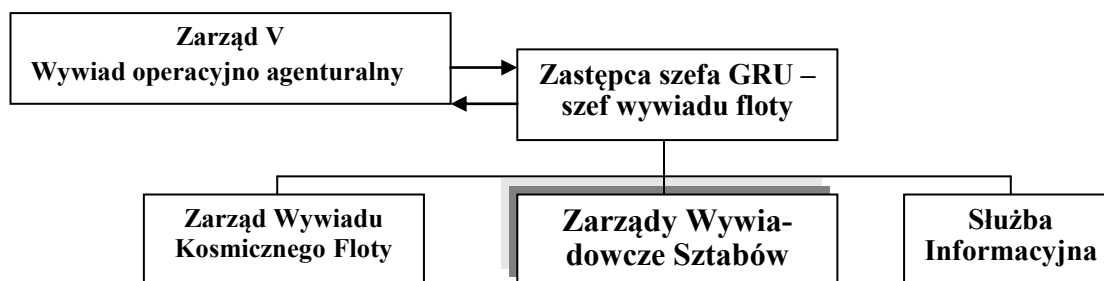 Zarząd V
Wywiad operacyjno agenturalny
Zastępca szefa GRU –
szef wywiadu floty
Zarząd Wywiadu
Kosmicznego Floty
Zarządy Wywia-
dowcze Sztabów
Służba
Informacyjna